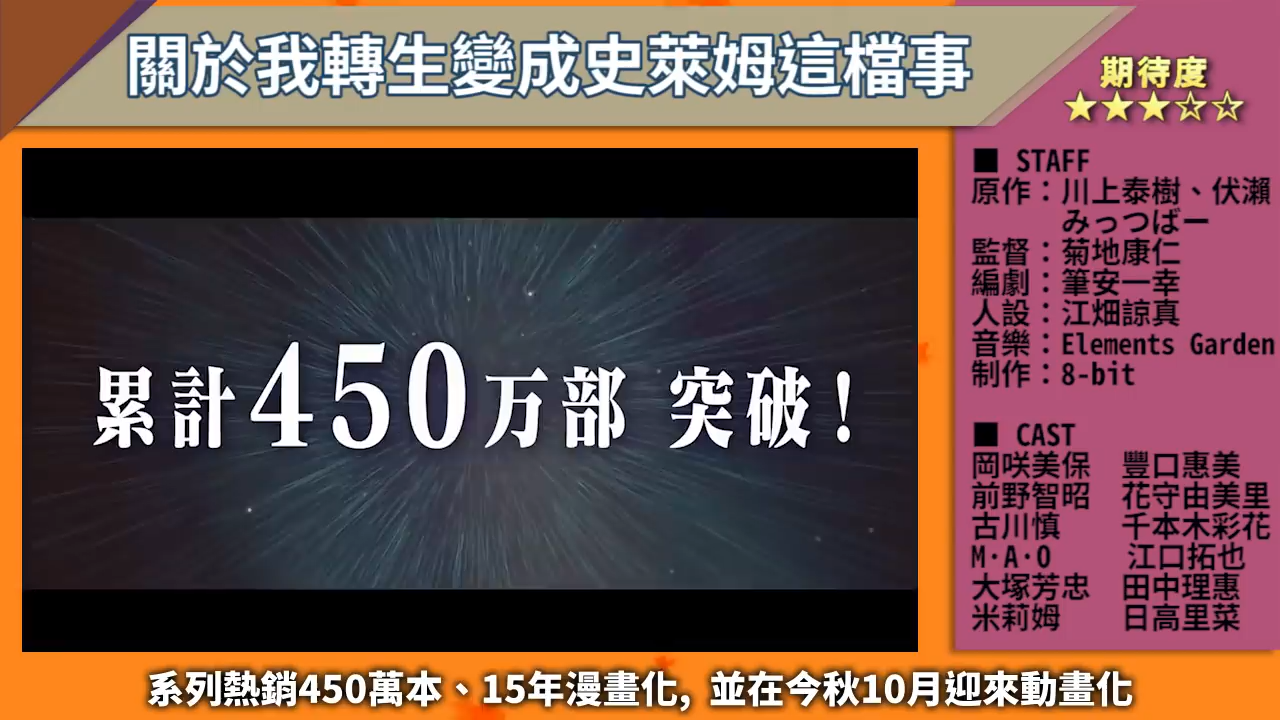 關於我轉生變成史萊姆這檔事
期待度
★★★☆☆
■ STAFF
原作：川上泰樹、伏瀨
みっつばー
監督：菊地康仁
編劇：筆安一幸
人設：江畑諒真
音樂：Elements Garden
制作：8-bit
■ CAST
岡咲美保 豐口惠美
前野智昭 花守由美里
古川慎 千本木彩花
M·A·O 江口拓也
大塚芳忠 田中理惠
米莉姆 日高里菜
累計450万部 突破！
系列熱銷450萬本、15年漫畫化, 並在今秋10月迎來動畫化